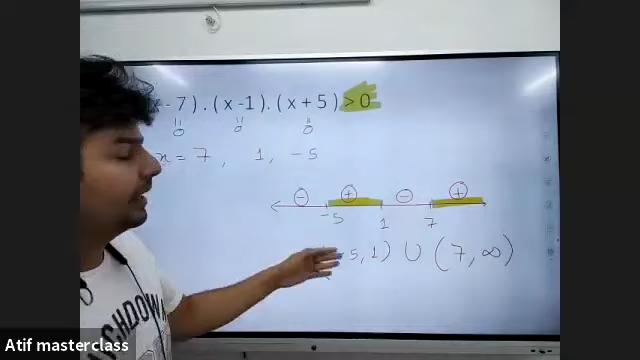 x-7).(x-1).(x+5)>0
0 0 0
x = 7, 1, -5
- + - +
-5 1 7
5, 1) ∪ (7, ∞)
Atif masterclass